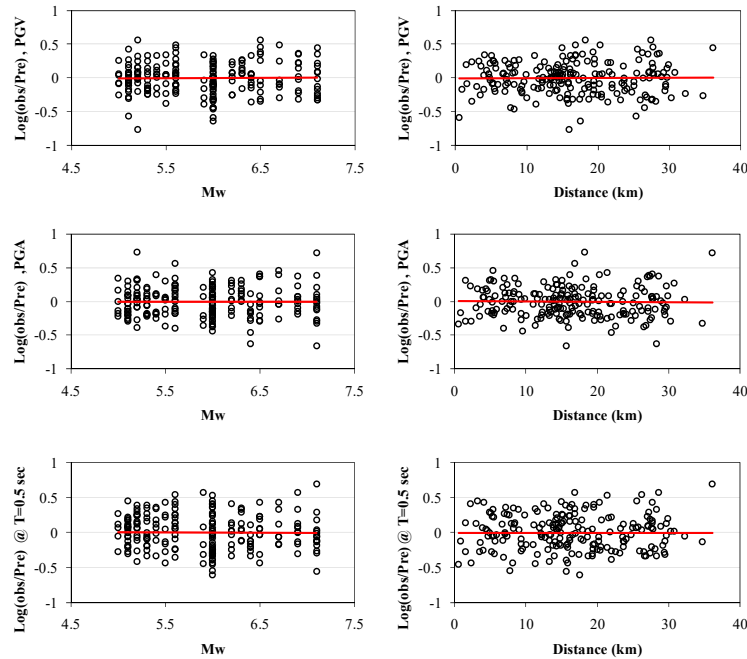 Log(obs/Pre) , PGV
1
0.5
0
-0.5
-1
4.5 5.5 6.5 7.5
Mw
Log(obs/Pre) , PGV
1
0.5
0
-0.5
-1
0 10 20 30 40
Distance (km)
Log(obs/Pre) ,PGA
1
0.5
0
-0.5
-1
4.5 5.5 6.5 7.5
Mw
Log(obs/Pre) , PGA
1
0.5
0
-0.5
-1
0 10 20 30 40
Distance (km)
Log(obs/Pre) @ T=0.5 sec
1
0.5
0
-0.5
-1
4.5 5.5 6.5 7.5
Mw
Log(obs/Pre) @ T=0.5 sec
1
0.5
0
-0.5
-1
0 10 20 30 40
Distance (km)